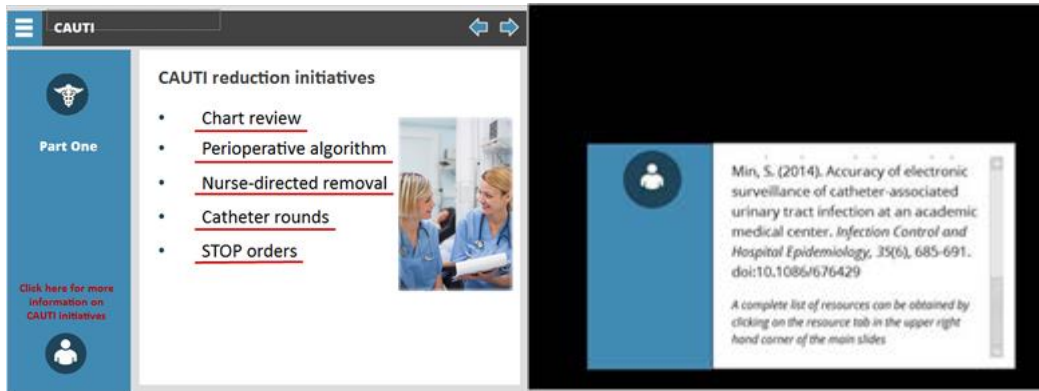 CAUTI
Part One
Click here for more
information on
CAUTI initiatives
CAUTI reduction initiatives
• Chart review
• Perioperative algorithm
• Nurse-directed removal
• Catheter rounds
• STOP orders
Min, S. (2014). Accuracy of electronic
surveillance of catheter-associated
urinary tract infection at an academic
medical center. Infection Control and
Hospital Epidemiology, 35(6), 685-691.
doi:10.1086/676429
A complete list of resources can be obtained by
clicking on the resource tab in the upper right
hand corner of the main slides